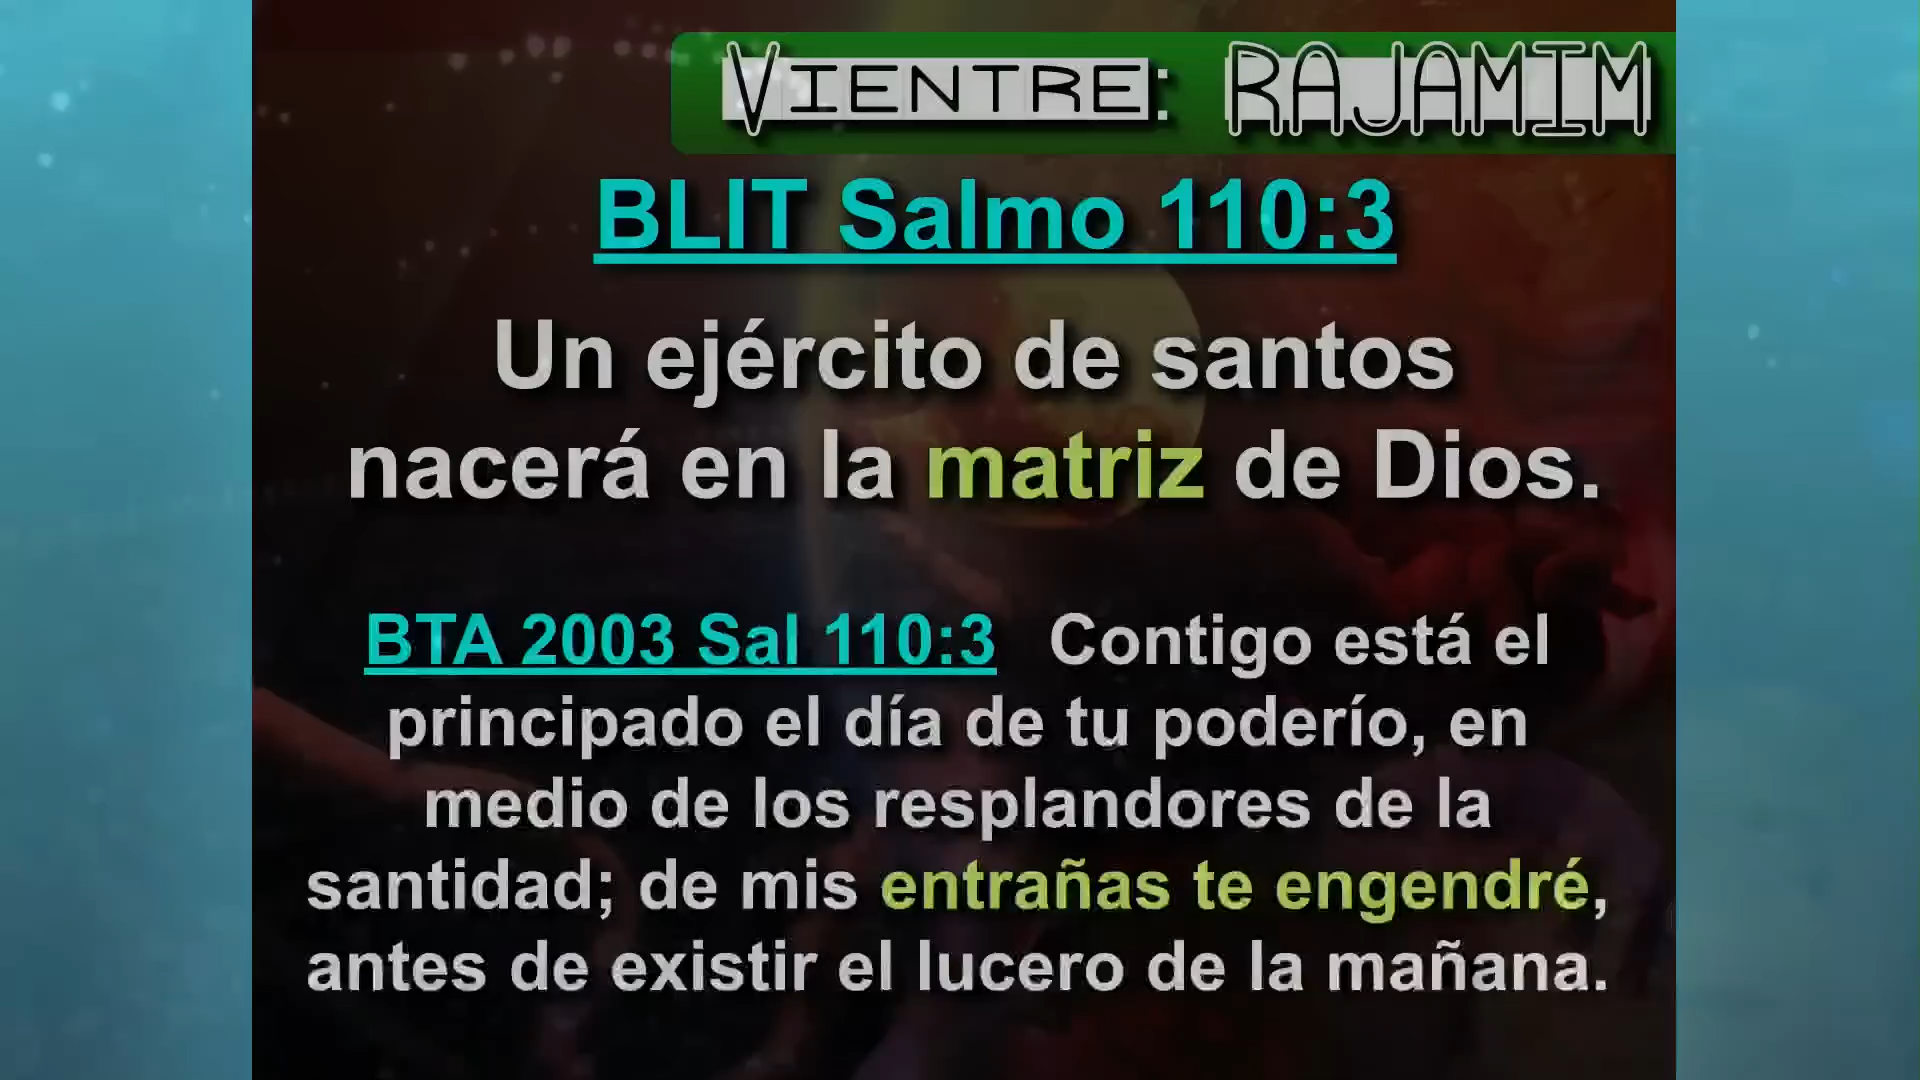 VIENTRE: RAJAMIM
BLIT Salmo 110:3
Un ejército de santos
nacerá en la matriz de Dios.
BTA 2003 Sal 110:3 Contigo está el
principado el día de tu poderío, en
medio de los resplandores de la
santidad; de mis entrañas te engendré,
antes de existir el lucero de la mañana.